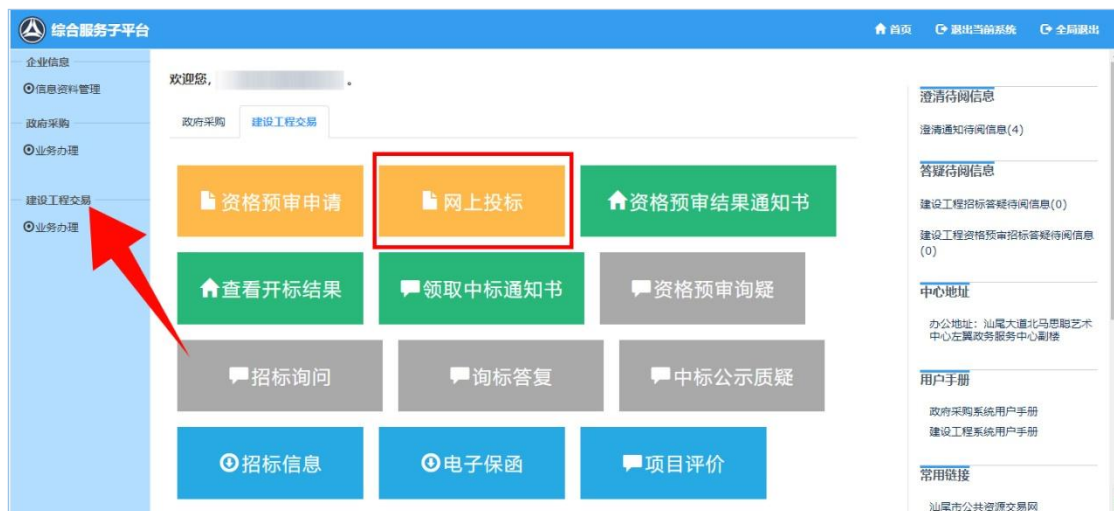 综合服务子平台
首页 退出当前系统 全局退出
企业信息
信息资料管理
政府采购
业务办理
建设工程交易
业务办理
欢迎您, .
政府采购 建设工程交易
资格预审申请 网上投标 资格预审结果通知书
查看开标结果 领取中标通知书 资格预审询疑
招标询问 询标答复 中标公示质疑
招标信息 电子保函 项目评价
澄清待阅信息
澄清通知待阅信息(4)
答疑待阅信息
建设工程招标答疑待阅信息(0)
建设工程资格预审招标答疑待阅信息
(0)
中心地址
办公地址：汕尾大道北马思聪艺术
中心左翼政务服务中心副楼
用户手册
政府采购系统用户手册
建设工程系统用户手册
常用链接
汕尾市公共资源交易网